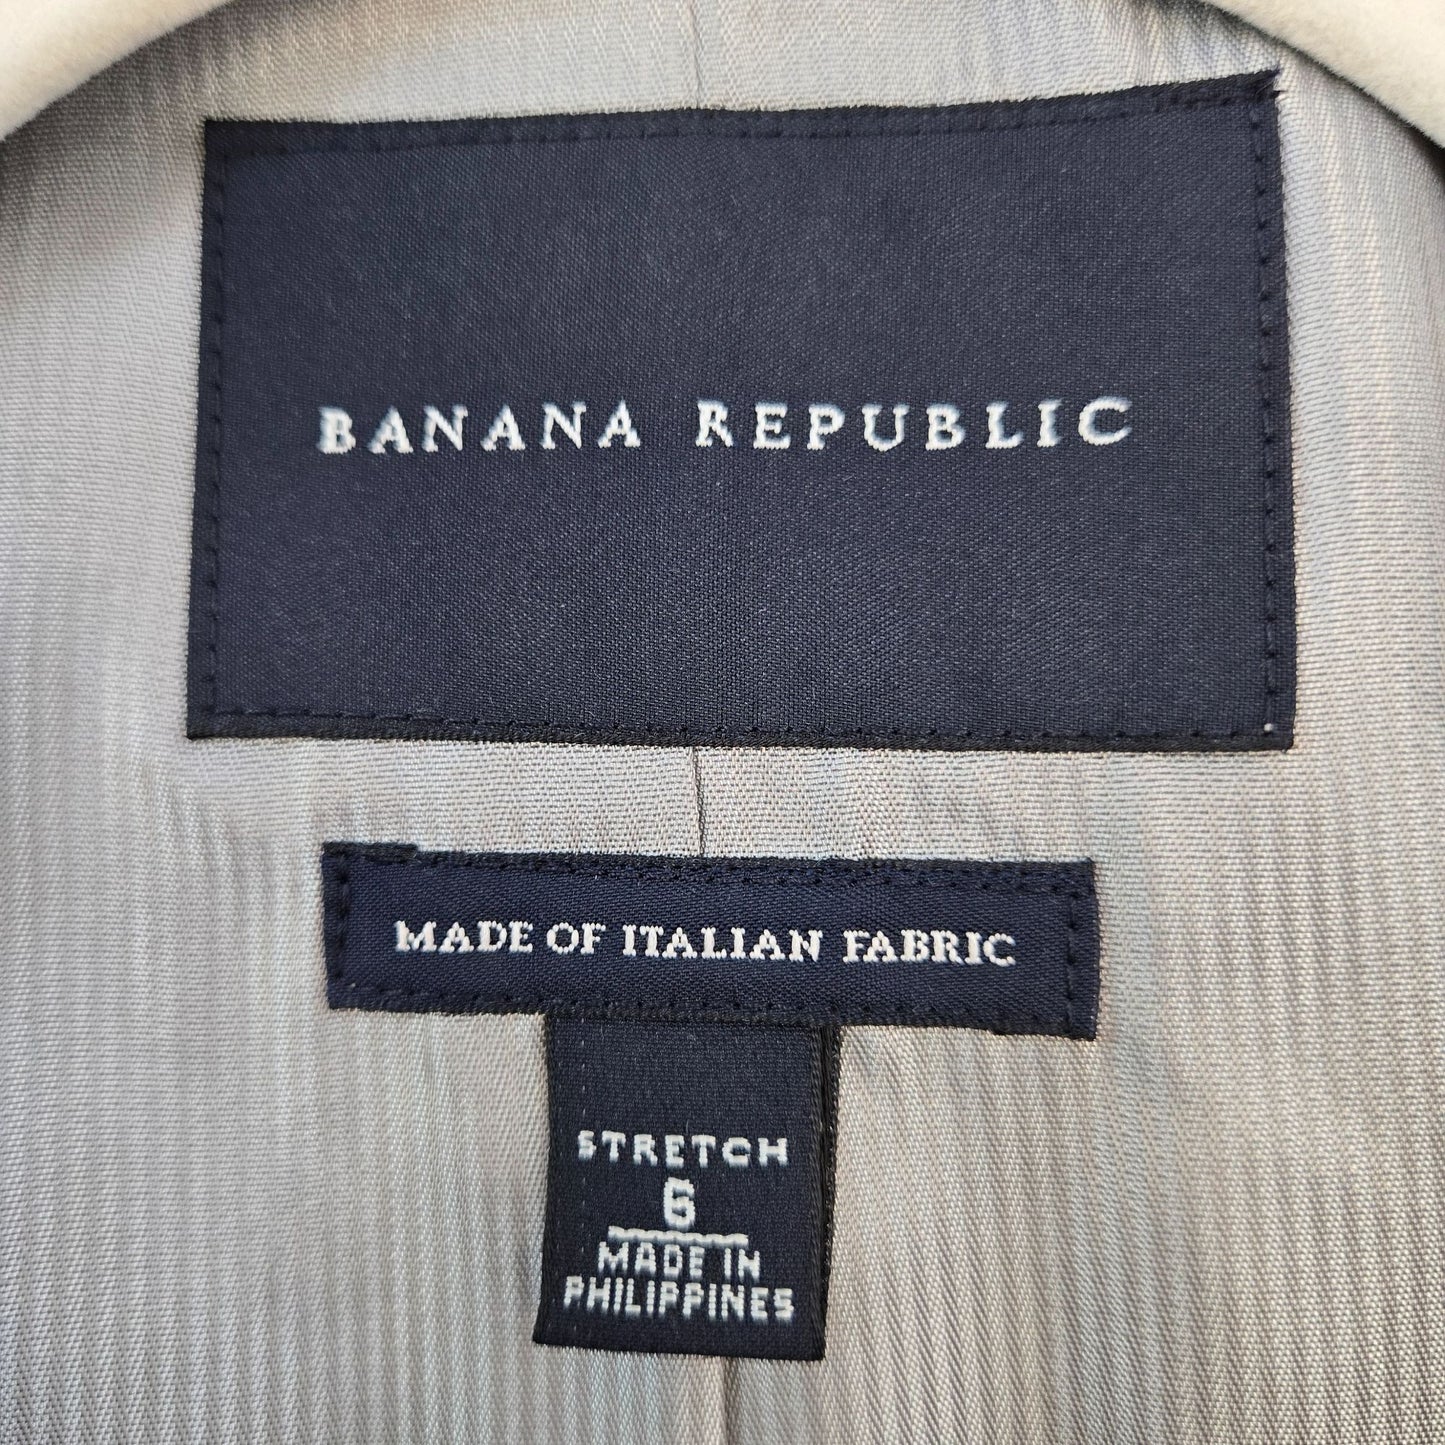 BANANA REPUBLIC
MADE OF ITALIAN FABRIC
STRETCH
6
MADE IN
PHILIPPINES